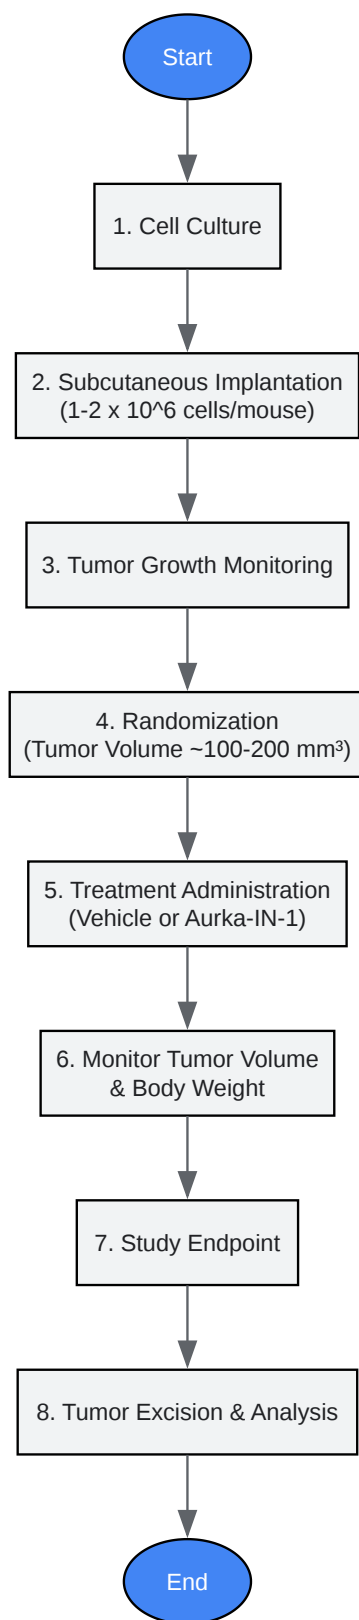 Start
1. Cell Culture
2. Subcutaneous Implantation
(1-2 x 10^6 cells/mouse)
3. Tumor Growth Monitoring
4. Randomization
(Tumor Volume ~100-200 mm³)
5. Treatment Administration
(Vehicle or Aurka-IN-1)
6. Monitor Tumor Volume
& Body Weight
7. Study Endpoint
8. Tumor Excision & Analysis
End